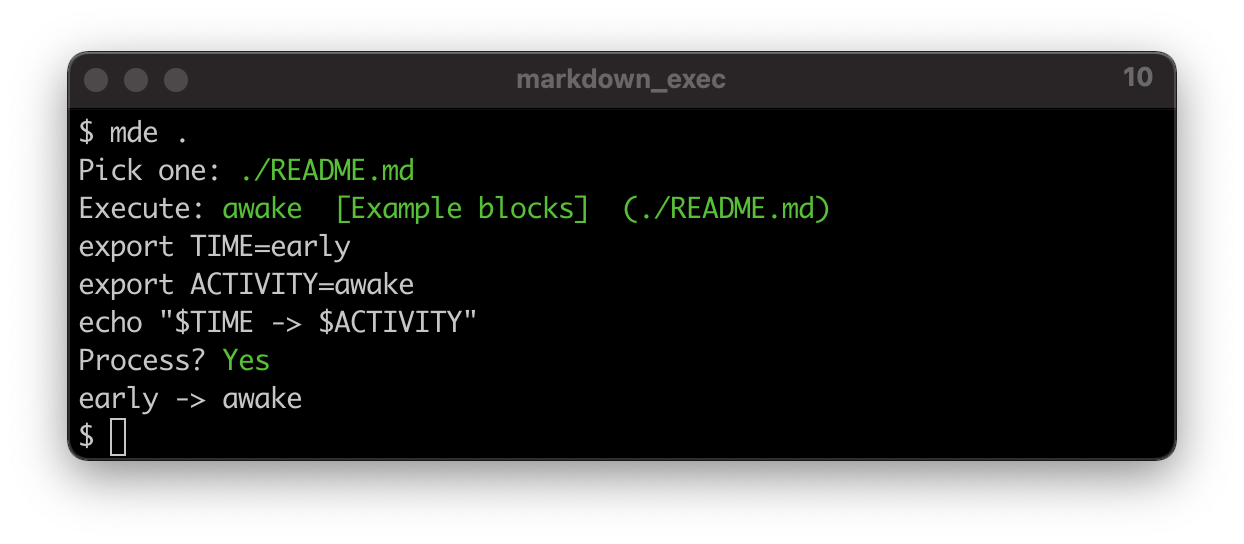 markdown_exec 10
$ mde .
Pick one: ./README.md
Execute: awake  [Example blocks]  (./README.md)
export TIME=early
export ACTIVITY=awake
echo "$TIME -> $ACTIVITY"
Process? Yes
early -> awake
$